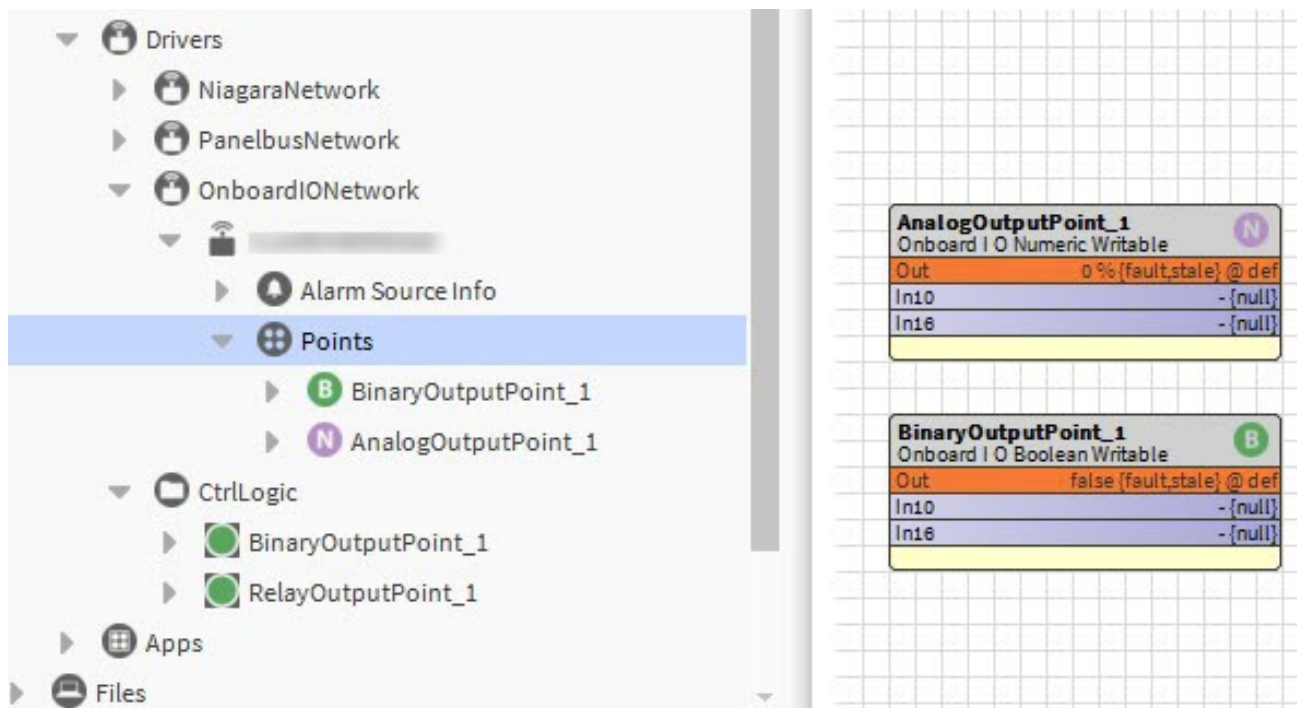 Drivers
NiagaraNetwork
PanelbusNetwork
OnboardIONetwork
Alarm Source Info
Points
B BinaryOutputPoint_1
N AnalogOutputPoint_1
CtrlLogic
BinaryOutputPoint_1
RelayOutputPoint_1
Apps
Files
AnalogOutputPoint_1
Onboard I O Numeric Writable
N
Out 0 % {fault,stale} @ def
In10 - {null}
In16 - {null}
BinaryOutputPoint_1
Onboard I O Boolean Writable
B
Out false {fault,stale} @ def
In10 - {null}
In16 - {null}